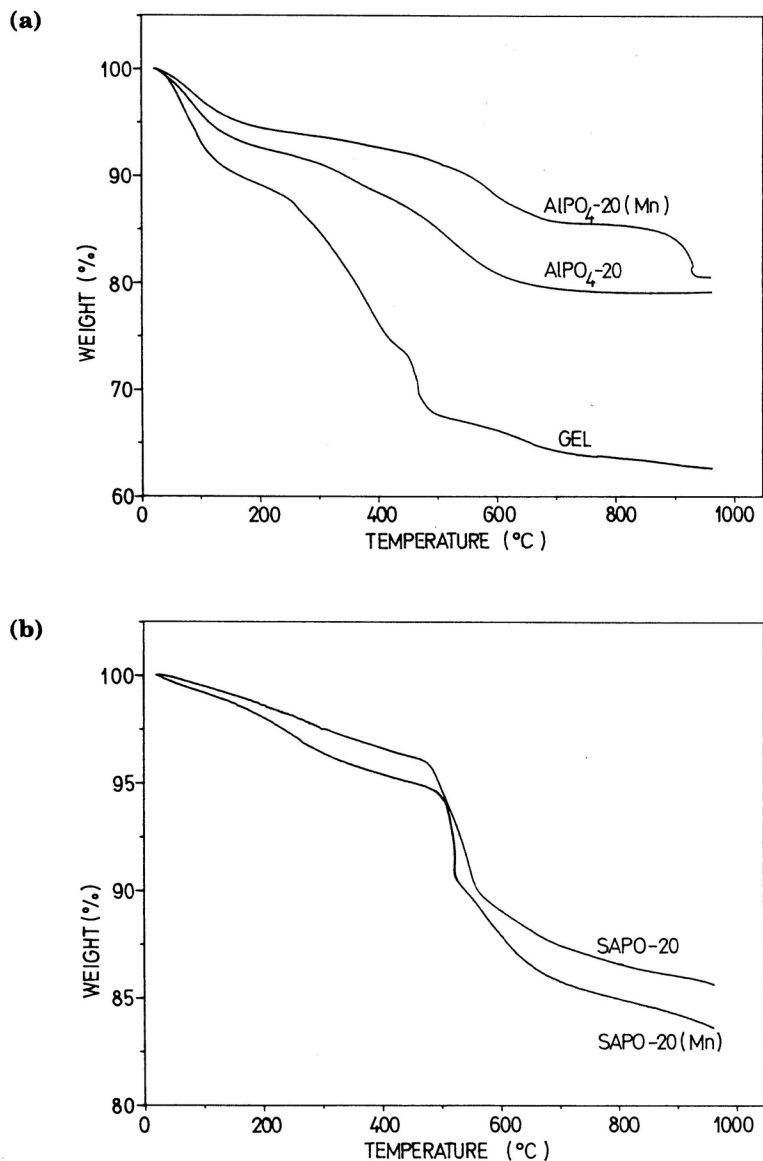 (a)
100
90
80
70
60
WEIGHT (%)
AlPO4-20 (Mn)
AlPO4-20
GEL
0 200 400 600 800 1000
TEMPERATURE (°C)
(b)
100
95
90
85
80
WEIGHT (%)
SAPO-20
SAPO-20 (Mn)
0 200 400 600 800 1000
TEMPERATURE (°C)